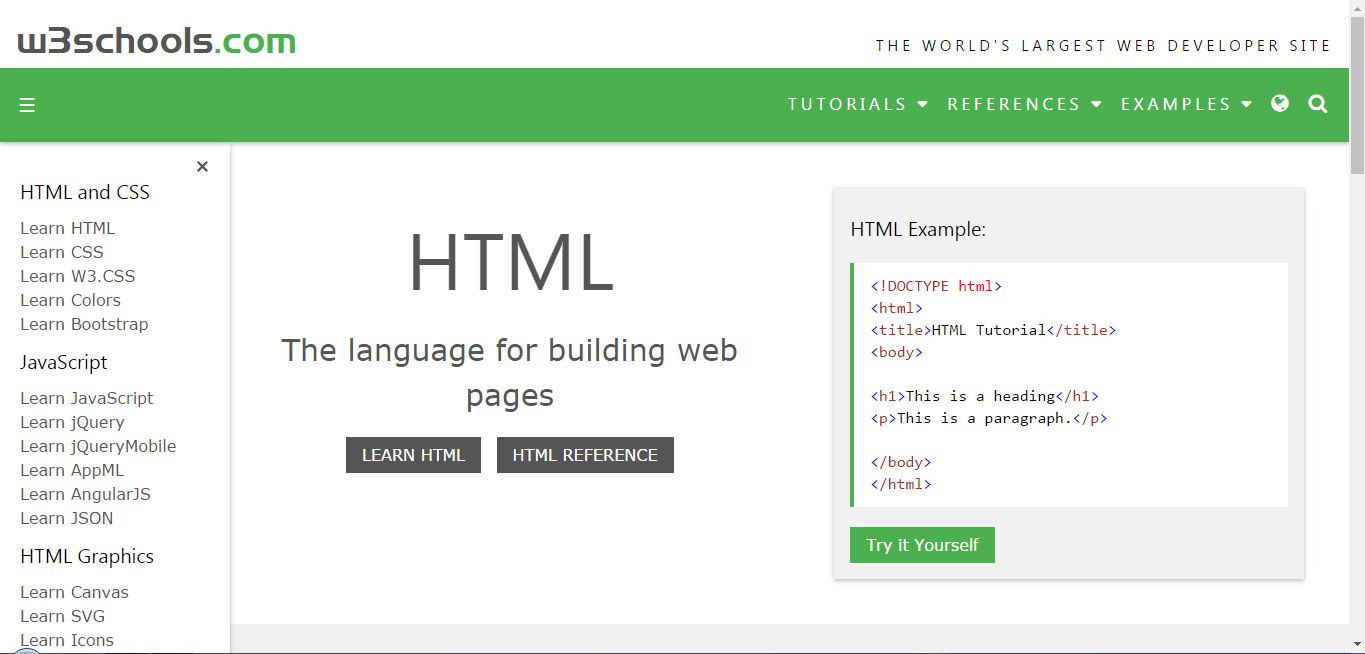 w3schools.com
THE WORLD'S LARGEST WEB DEVELOPER SITE
TUTORIALS REFERENCES EXAMPLES
HTML and CSS
Learn HTML
Learn CSS
Learn W3.CSS
Learn Colors
Learn Bootstrap
JavaScript
Learn JavaScript
Learn jQuery
Learn jQueryMobile
Learn AppML
Learn AngularJS
Learn JSON
HTML Graphics
Learn Canvas
Learn SVG
Learn Icons
HTML
The language for building web
pages
LEARN HTML HTML REFERENCE
HTML Example:
<!DOCTYPE html>
<html>
<title>HTML Tutorial</title>
<body>
<h1>This is a heading</h1>
<p>This is a paragraph.</p>
</body>
</html>
Try it Yourself